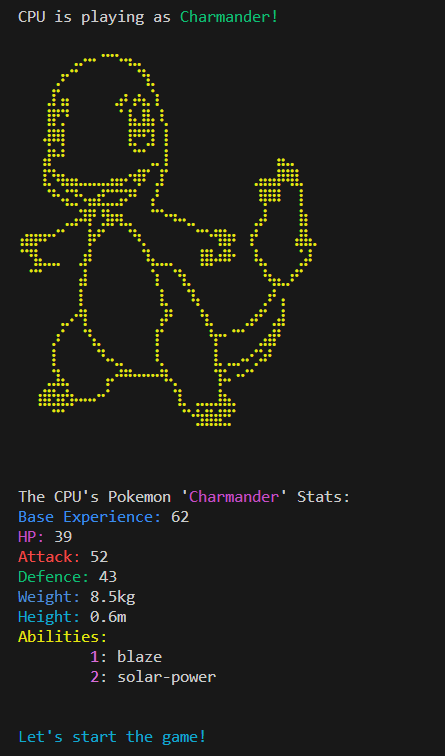 CPU is playing as Charmander!
The CPU's Pokemon 'Charmander' Stats:
Base Experience: 62
HP: 39
Attack: 52
Defence: 43
Weight: 8.5kg
Height: 0.6m
Abilities:
1: blaze
2: solar-power
Let's start the game!